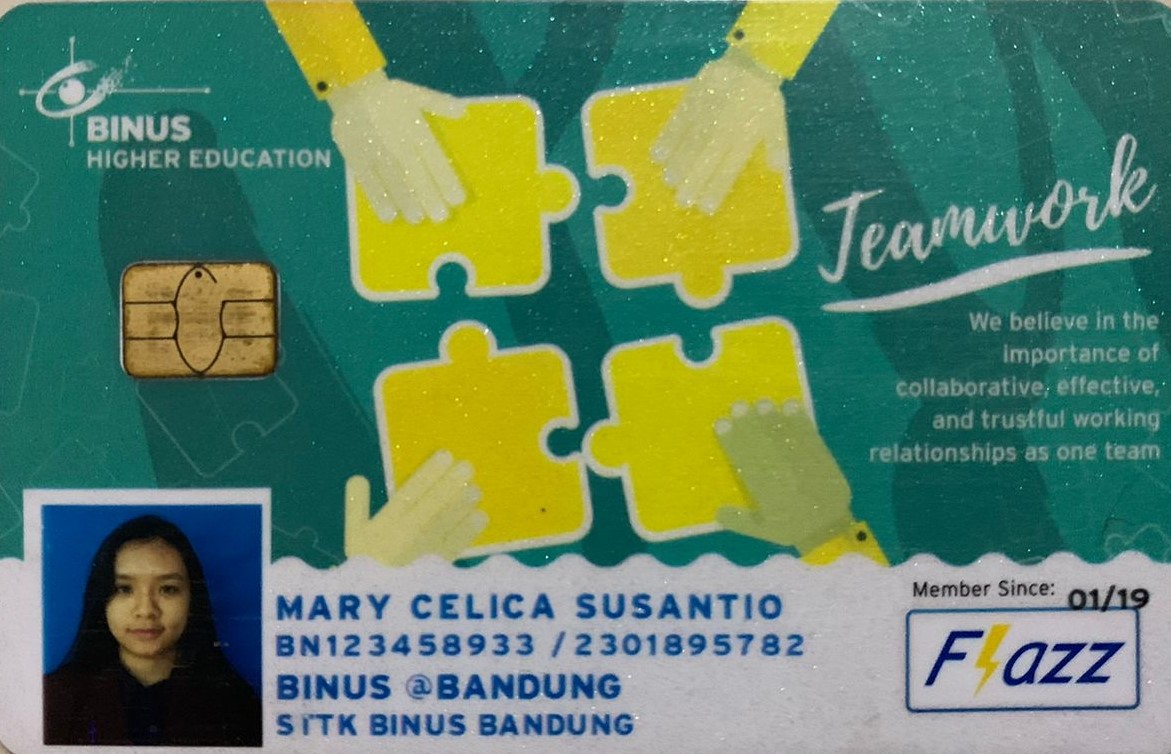 BINUS
HIGHER EDUCATION
Teamwork
We believe in the
importance of
collaborative, effective,
and trustful working
relationships as one team
MARY CELICA SUSANTIO
BN123458933 / 2301895782
BINUS @BANDUNG
SITK BINUS BANDUNG
Member Since: 01/19
Flazz